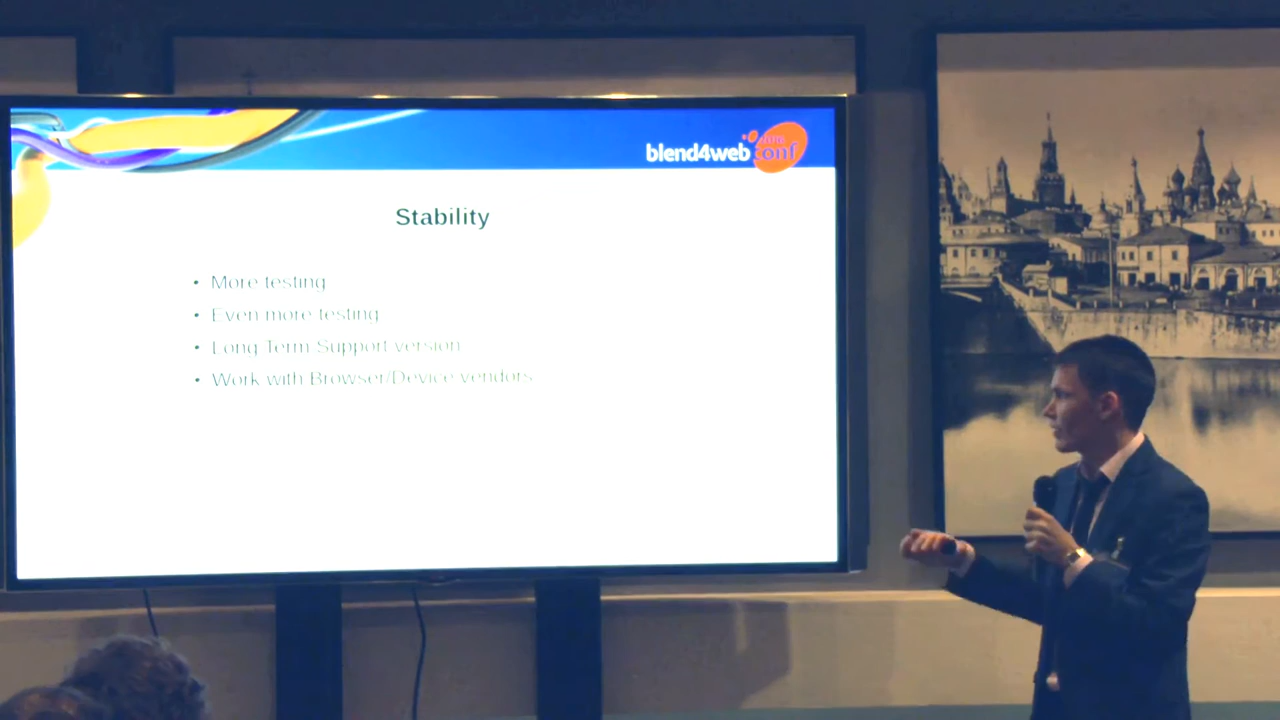 blend4web conf
Stability
• More testing
• Even more testing
• Long Term Support version
• Work with Browser/Device vendors